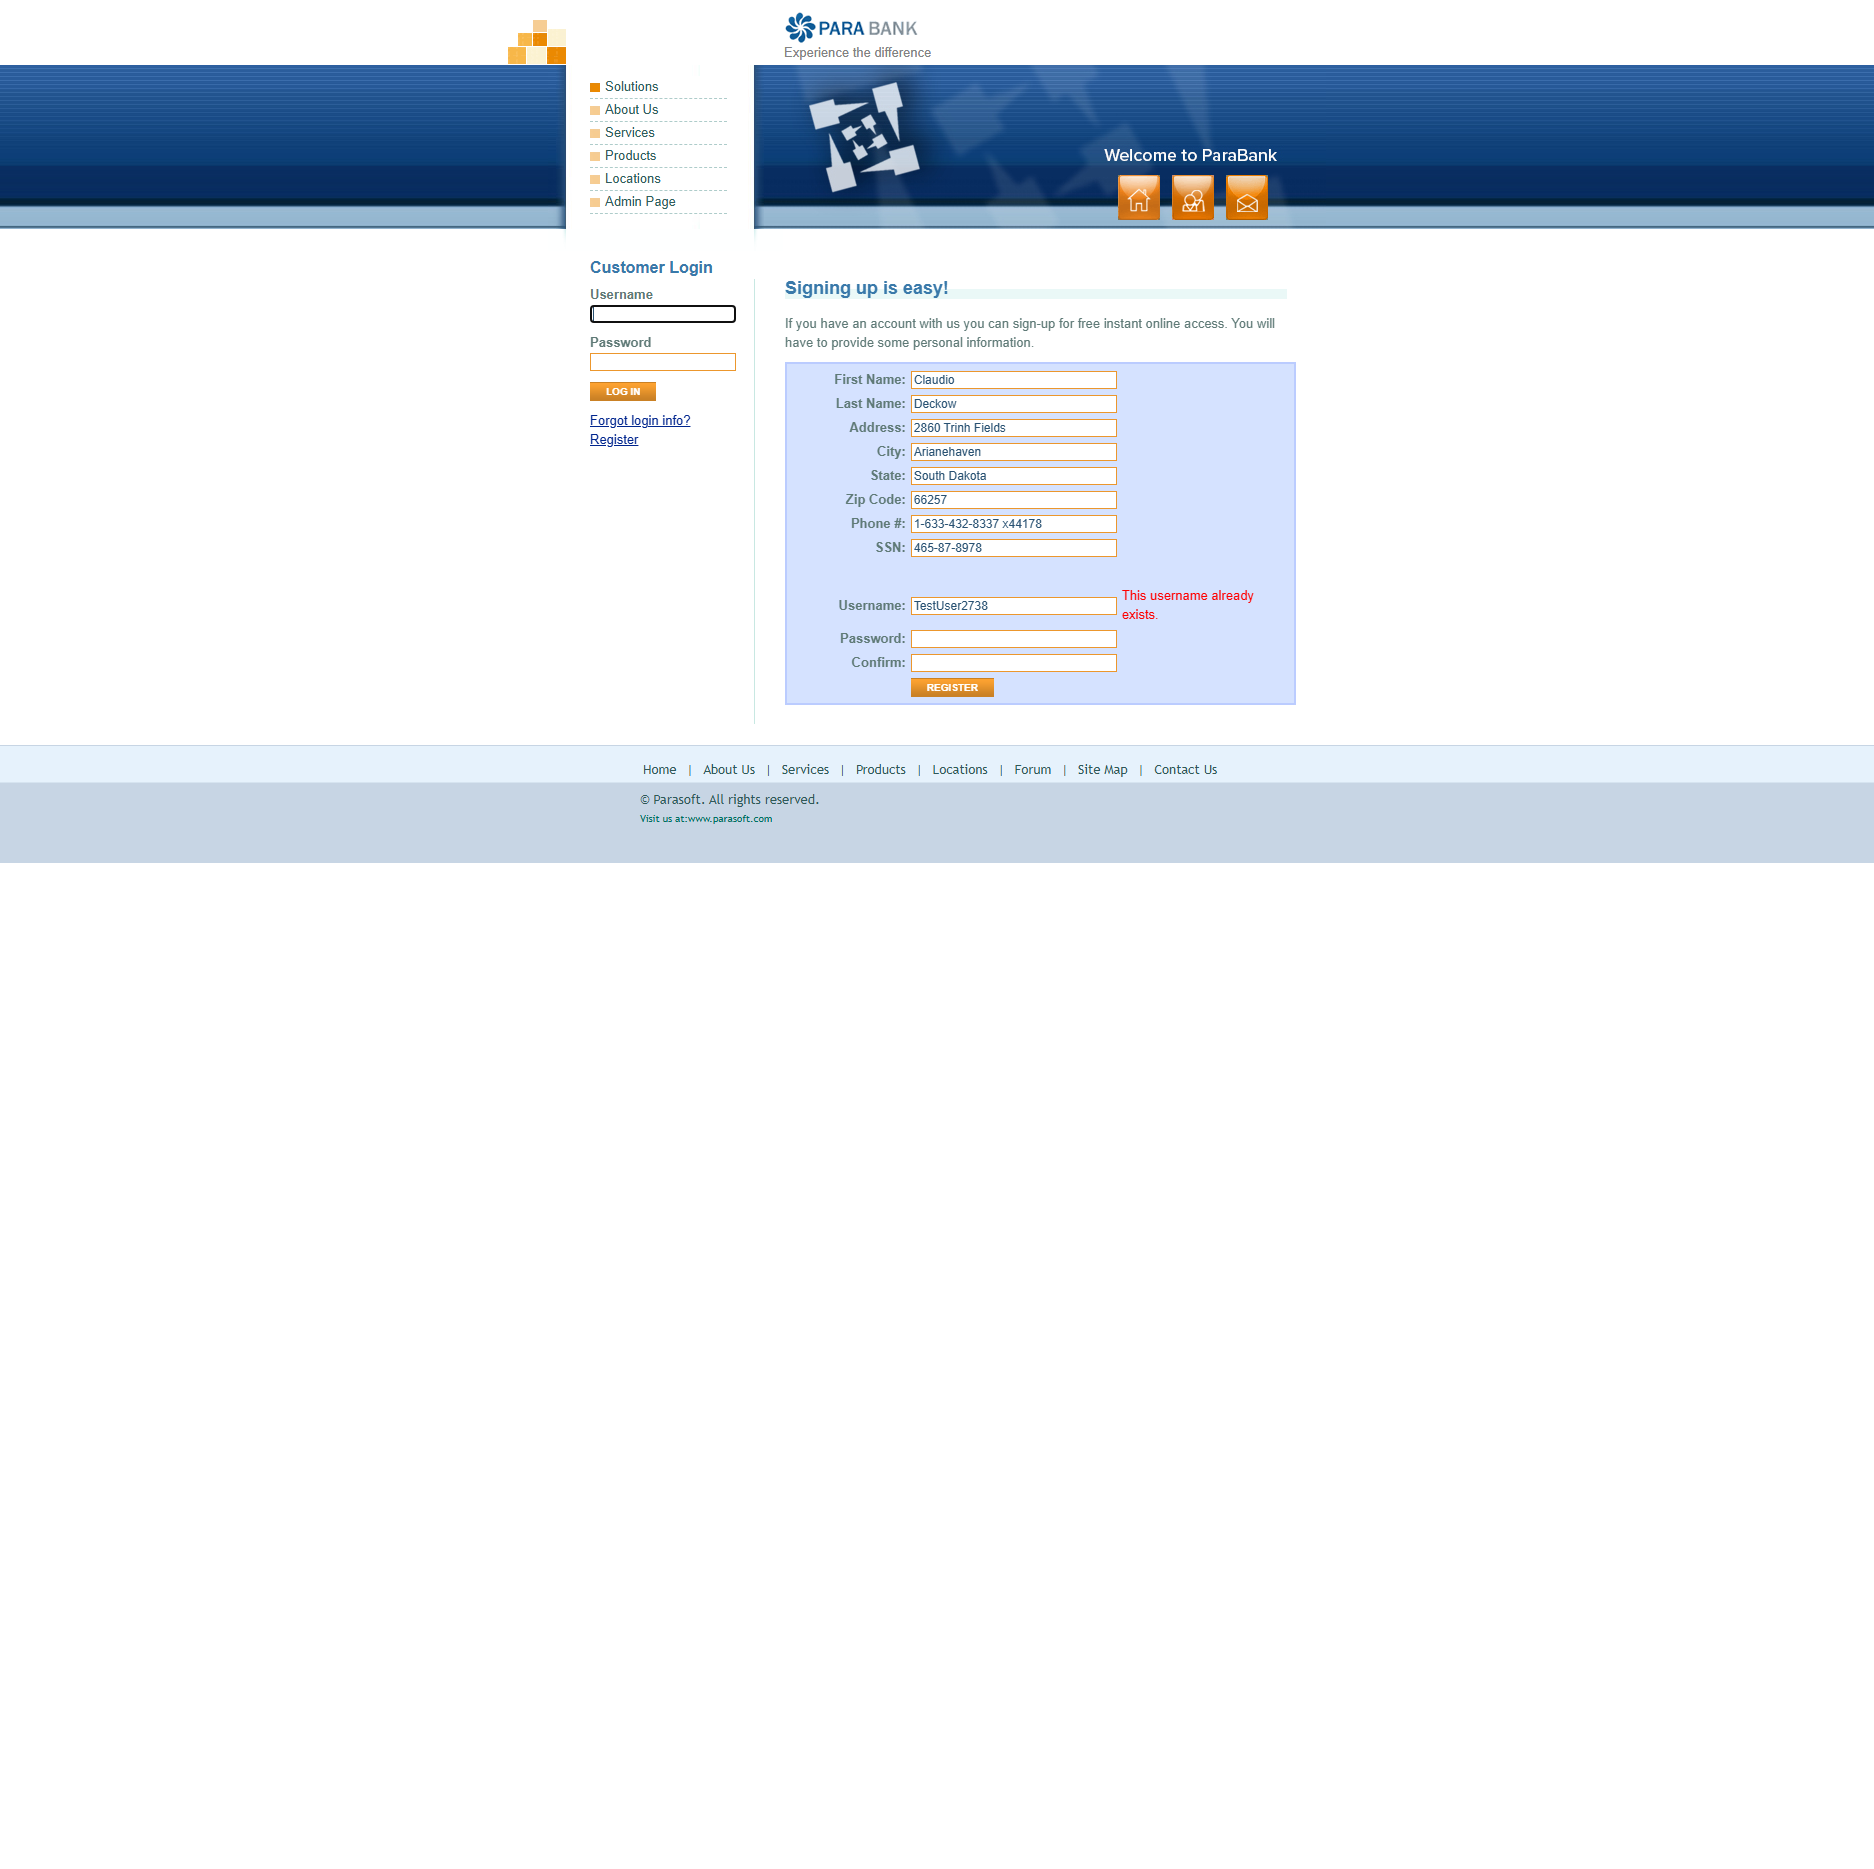 PARA BANK
Experience the difference
Solutions
About Us
Services
Products
Locations
Admin Page
Welcome to ParaBank
Customer Login
Username
Password
LOG IN
Forgot login info?
Register
Signing up is easy!
If you have an account with us you can sign-up for free instant online access. You will
have to provide some personal information.
First Name: Claudio
Last Name: Deckow
Address: 2860 Trinh Fields
City: Arianehaven
State: South Dakota
Zip Code: 66257
Phone #: 1-633-432-8337 x44178
SSN: 465-87-8978
Username: TestUser2738 This username already
exists.
Password:
Confirm:
REGISTER
Home | About Us | Services | Products | Locations | Forum | Site Map | Contact Us
© Parasoft. All rights reserved.
Visit us at:www.parasoft.com